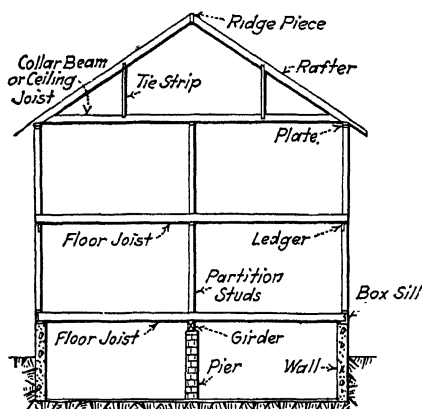 Ridge Piece
Collar Beam
or Ceiling
Joist
Tie Strip
Rafter
Plate.
Floor Joist
Ledger
Partition
Studs
Box Sill
Floor Joist
Girder
Wall
Pier